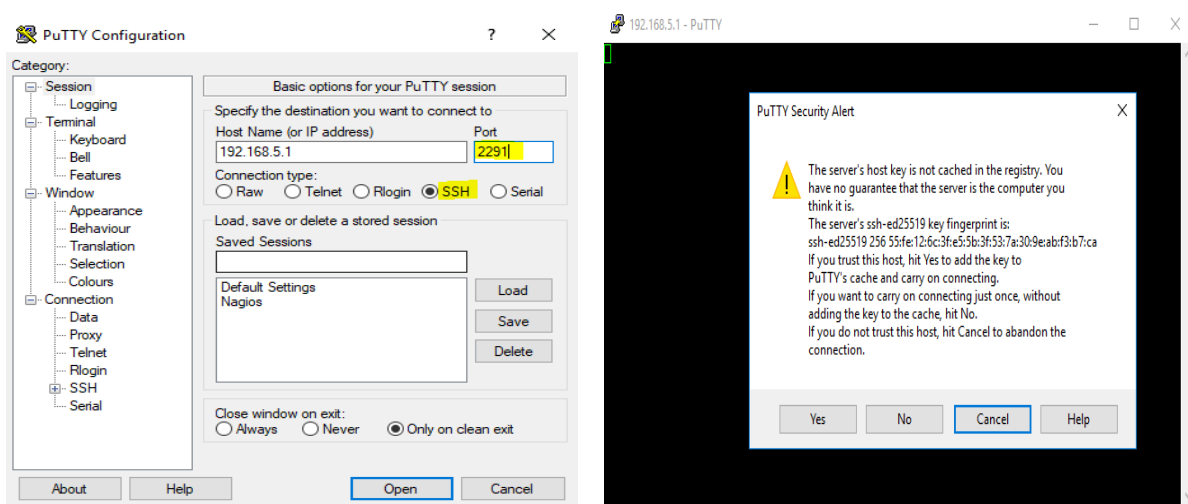 PuTTY Configuration
?
Category:
Session
Logging
Terminal
Keyboard
Bell
Features
Window
Appearance
Behaviour
Translation
Selection
Colours
Connection
Data
Proxy
Telnet
Rlogin
SSH
Serial
Basic options for your PuTTY session
Specify the destination you want to connect to
Host Name (or IP address) Port
192.168.5.1 2291
Connection type:
Raw Telnet Rlogin SSH Serial
Load, save or delete a stored session
Saved Sessions
Default Settings
Nagios
Load
Save
Delete
Close window on exit:
Always Never Only on clean exit
About Help Open Cancel
192.168.5.1 - PuTTY
PuTTY Security Alert
The server's host key is not cached in the registry. You
have no guarantee that the server is the computer you
think it is.
The server's ssh-ed25519 key fingerprint is:
ssh-ed25519 256 55:fe:12:6c:3f:e5:5b:3f:53:7a:30:9e:ab:f3:b7:ca
If you trust this host, hit Yes to add the key to
PuTTY's cache and carry on connecting.
If you want to carry on connecting just once, without
adding the key to the cache, hit No.
If you do not trust this host, hit Cancel to abandon the
connection.
Yes No Cancel Help